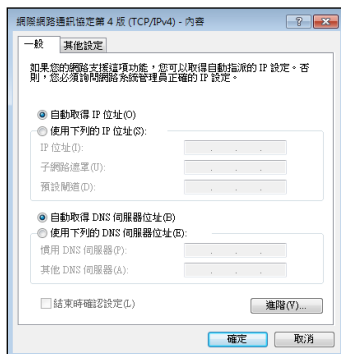 網際網路通訊協定第 4 版 (TCP/IPv4) - 內容
一般
其他設定
如果您的網路支援這項功能，您可以取得自動指派的 IP 設定。否
則，您必須詢問網路系統管理員正確的 IP 設定。
自動取得 IP 位址(O)
使用下列的 IP 位址(S):
IP 位址(I):
子網路遮罩(U):
預設閘道(D):
自動取得 DNS 伺服器位址(B)
使用下列的 DNS 伺服器位址(E):
慣用 DNS 伺服器(P):
其他 DNS 伺服器(A):
結束時確認設定(L)
進階(V)...
確定
取消